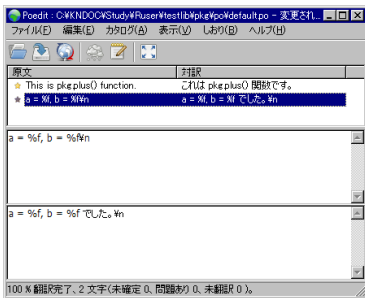 Poedit : C:¥KNDOC¥Study¥Ruser¥testlib¥pkg¥po¥default.po - 変更され...
ファイル(F) 編集(E) カタログ(A) 表示(V) しおり(B) ヘルプ(H)
原文 対訳
This is pkg.plus() function. これは pkg.plus() 関数です。
a = %f, b = %f¥n a = %f, b = %f でした。¥n
a = %f, b = %f¥n
a = %f, b = %f でした。¥n
100 % 翻訳完了、2 文字(未確定 0、問題あり 0、未翻訳 0 )。